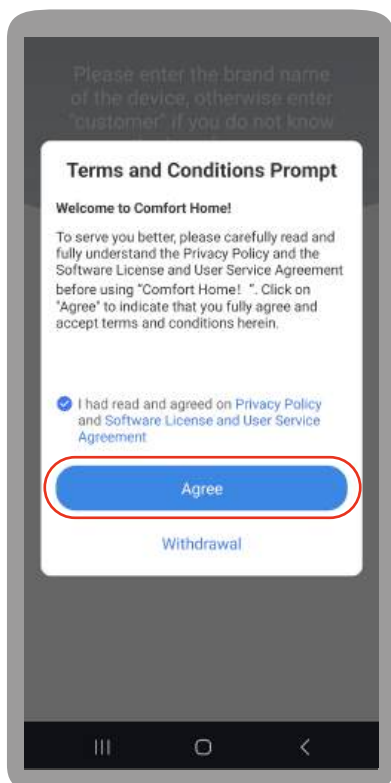 Please enter the brand name
of the device, otherwise enter
"customer" if you do not know
Terms and Conditions Prompt
Welcome to Comfort Home!
To serve you better, please carefully read and
fully understand the Privacy Policy and the
Software License and User Service Agreement
before using "Comfort Home! ". Click on
"Agree" to indicate that you fully agree and
accept terms and conditions herein.
I had read and agreed on Privacy Policy
and Software License and User Service
Agreement
Agree
Withdrawal